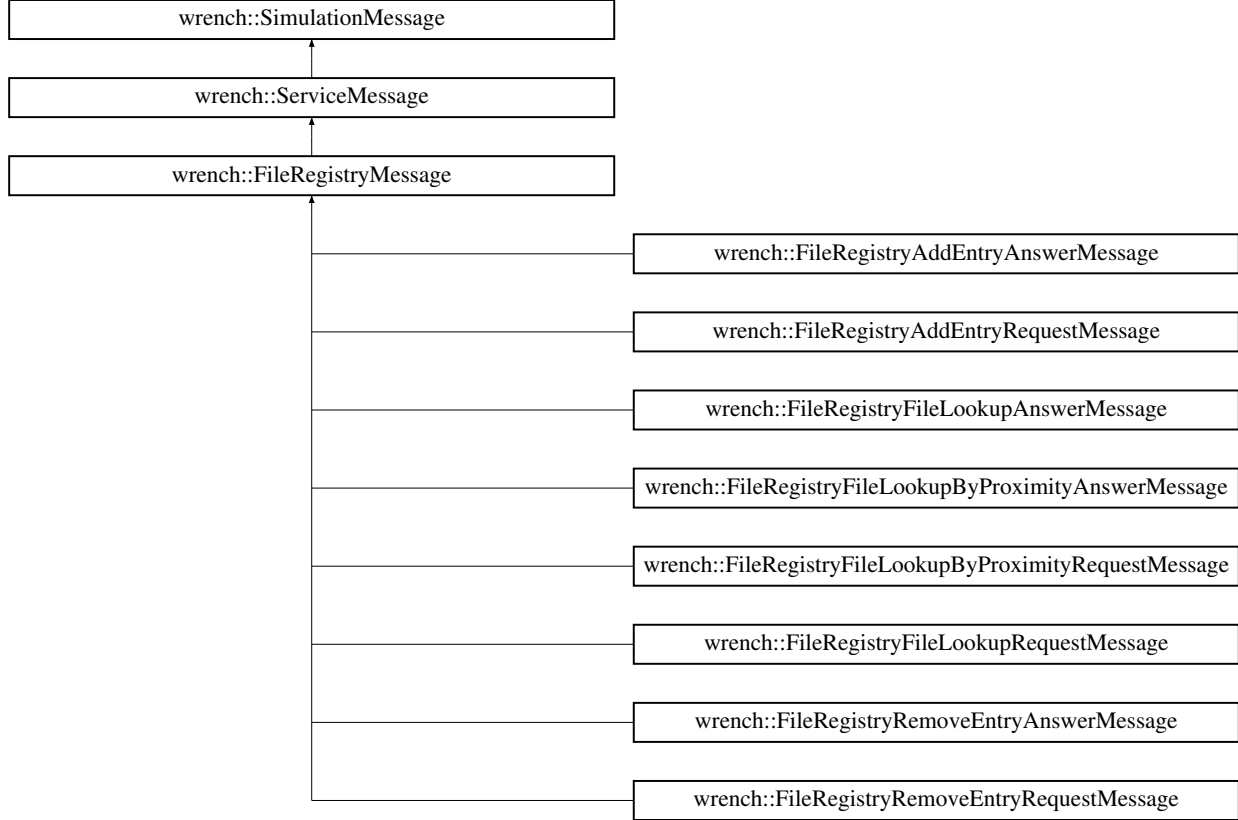 wrench::SimulationMessage
wrench::ServiceMessage
wrench::FileRegistryMessage
wrench::FileRegistryAddEntryAnswerMessage
wrench::FileRegistryAddEntryRequestMessage
wrench::FileRegistryFileLookupAnswerMessage
wrench::FileRegistryFileLookupByProximityAnswerMessage
wrench::FileRegistryFileLookupByProximityRequestMessage
wrench::FileRegistryFileLookupRequestMessage
wrench::FileRegistryRemoveEntryAnswerMessage
wrench::FileRegistryRemoveEntryRequestMessage